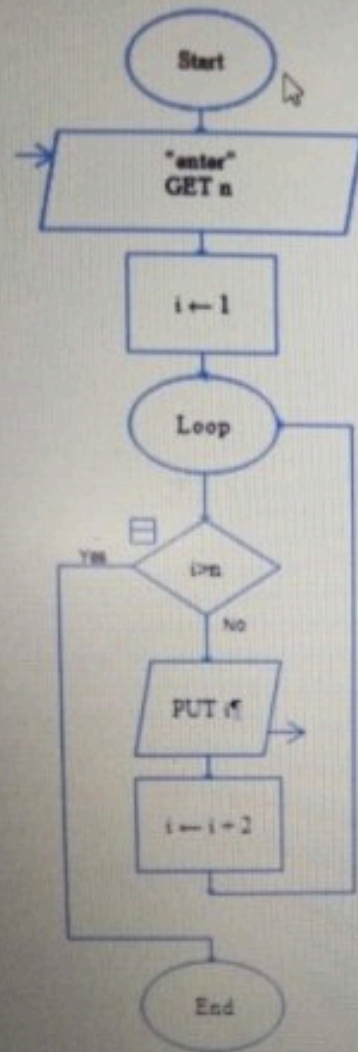 Start
"enter"
GET n
i ← 1
Loop
i>n
Yes
No
PUT i¶
i ← i + 2
End